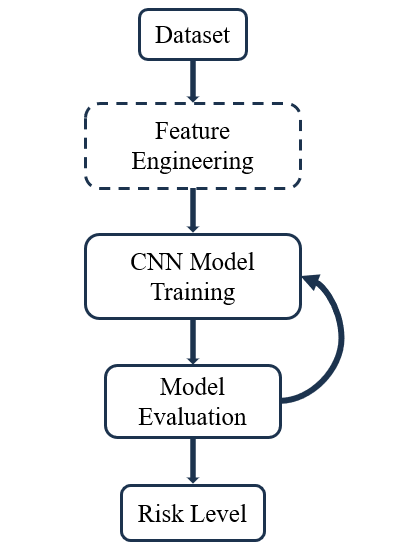 Dataset
Feature
Engineering
CNN Model
Training
Model
Evaluation
Risk Level